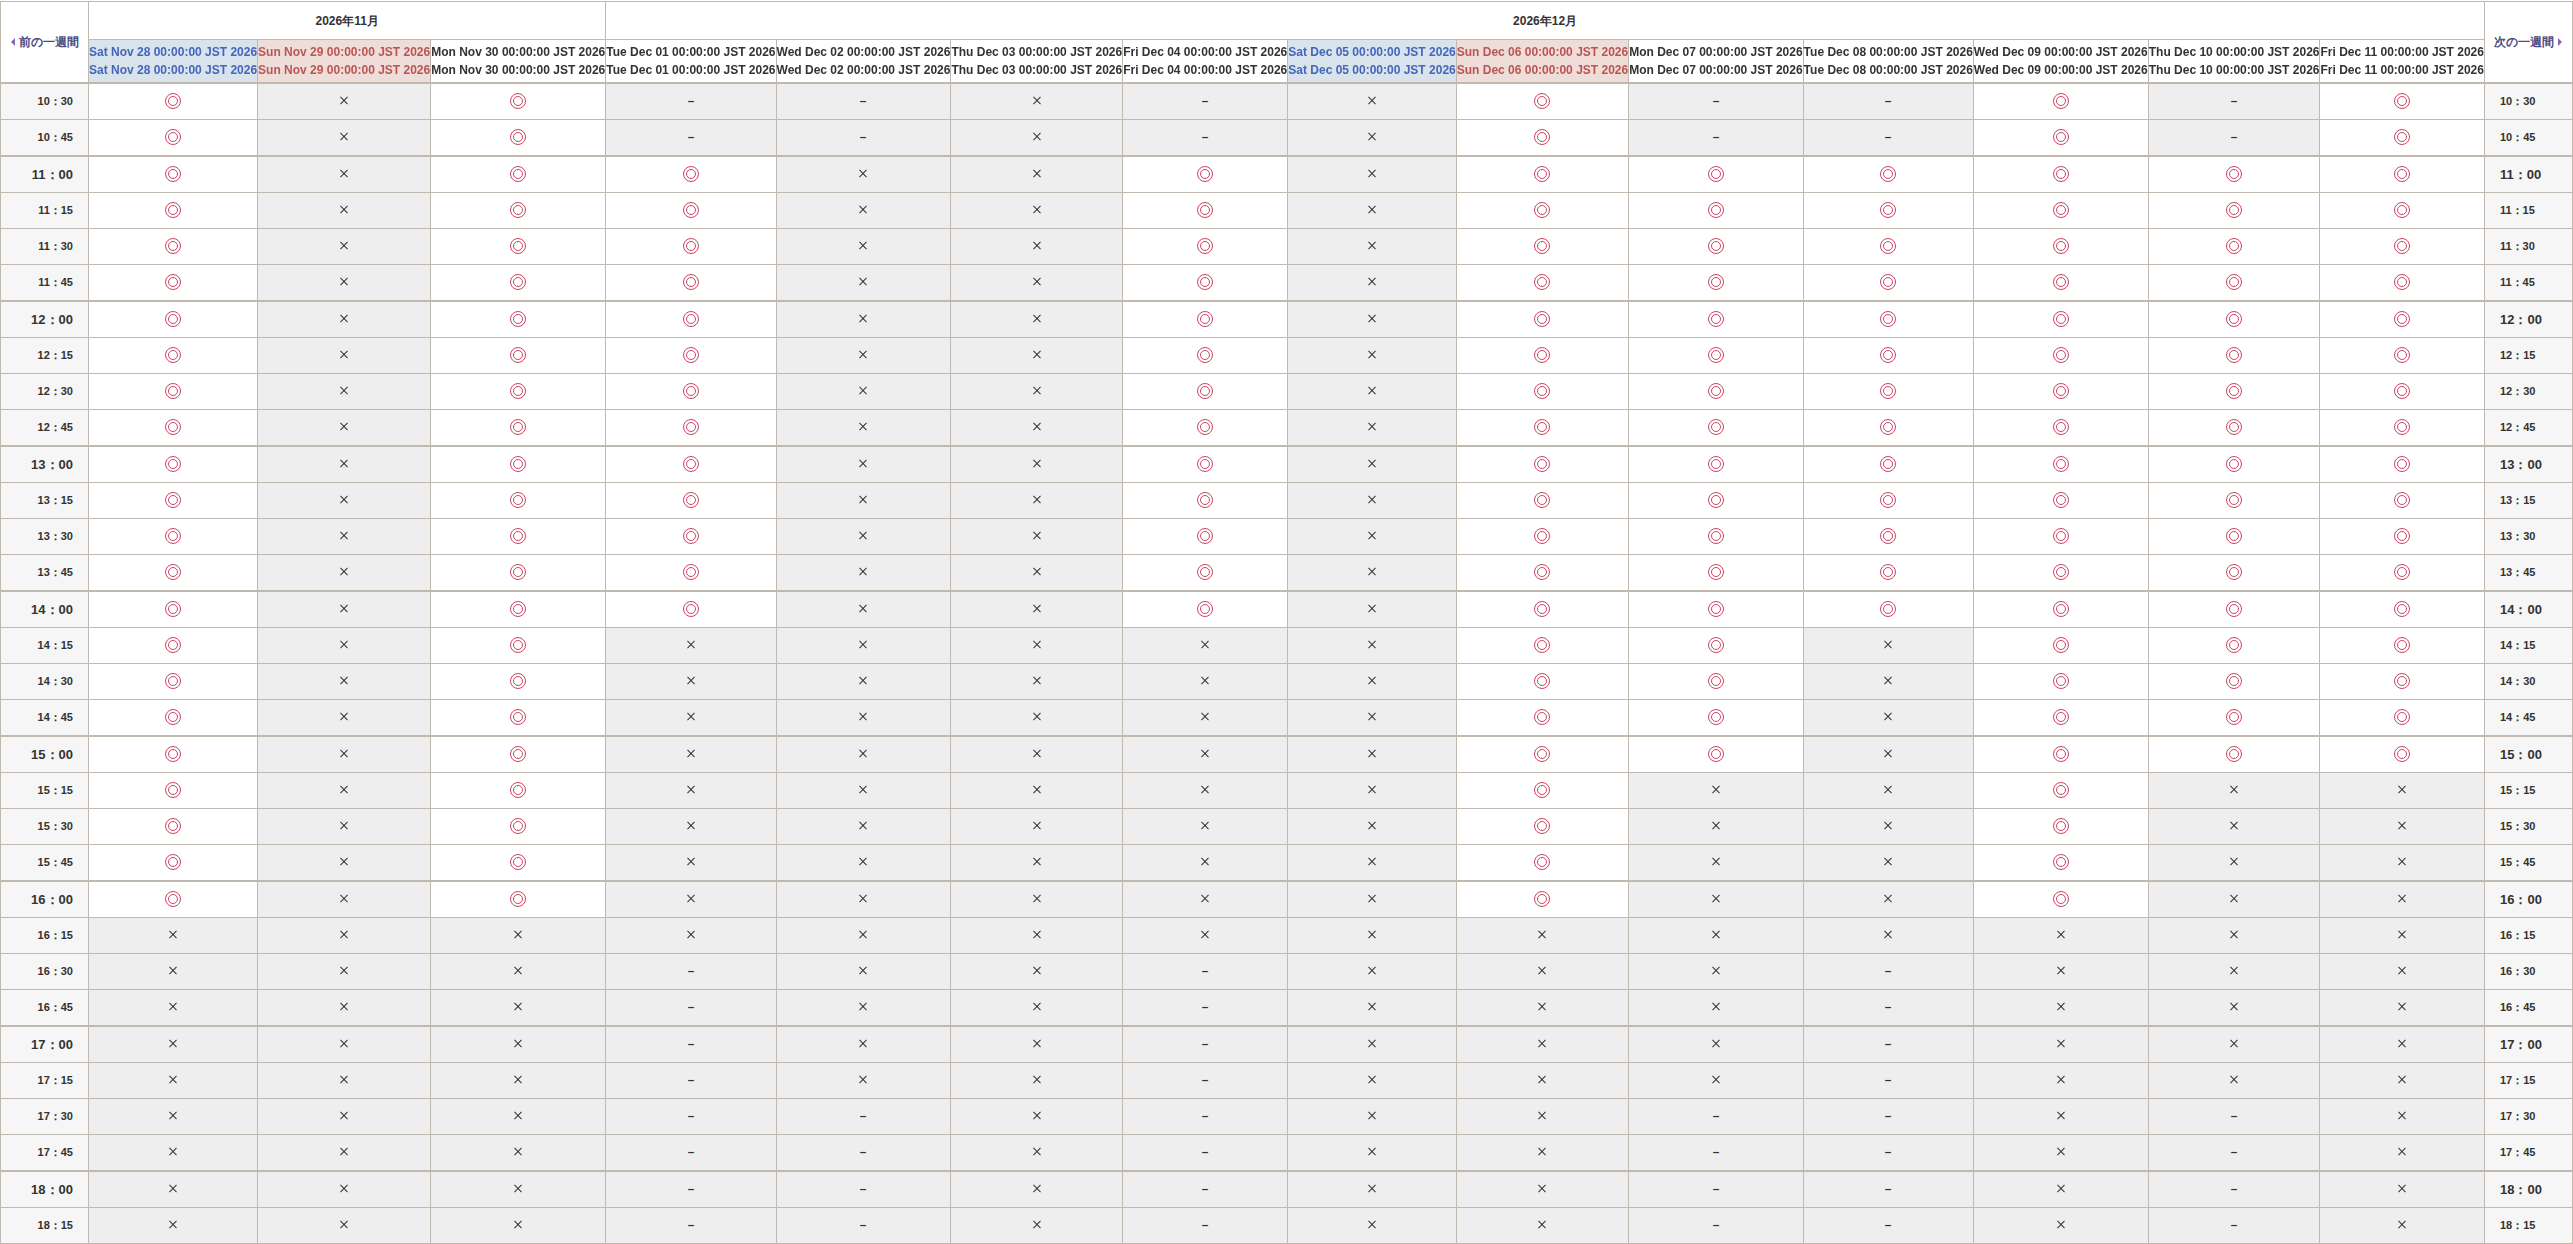 前の一週間 2026年11月 2026年12月 次の一週間
Sat Nov 28 00:00:00 JST 2026 Sun Nov 29 00:00:00 JST 2026 Mon Nov 30 00:00:00 JST 2026 Tue Dec 01 00:00:00 JST 2026 Wed Dec 02 00:00:00 JST 2026 Thu Dec 03 00:00:00 JST 2026 Fri Dec 04 00:00:00 JST 2026 Sat Dec 05 00:00:00 JST 2026 Sun Dec 06 00:00:00 JST 2026 Mon Dec 07 00:00:00 JST 2026 Tue Dec 08 00:00:00 JST 2026 Wed Dec 09 00:00:00 JST 2026 Thu Dec 10 00:00:00 JST 2026 Fri Dec 11 00:00:00 JST 2026
Sat Nov 28 00:00:00 JST 2026 Sun Nov 29 00:00:00 JST 2026 Mon Nov 30 00:00:00 JST 2026 Tue Dec 01 00:00:00 JST 2026 Wed Dec 02 00:00:00 JST 2026 Thu Dec 03 00:00:00 JST 2026 Fri Dec 04 00:00:00 JST 2026 Sat Dec 05 00:00:00 JST 2026 Sun Dec 06 00:00:00 JST 2026 Mon Dec 07 00:00:00 JST 2026 Tue Dec 08 00:00:00 JST 2026 Wed Dec 09 00:00:00 JST 2026 Thu Dec 10 00:00:00 JST 2026 Fri Dec 11 00:00:00 JST 2026
10：30 ◎ × ◎ － － × － × ◎ － － ◎ － ◎ 10：30
10：45 ◎ × ◎ － － × － × ◎ － － ◎ － ◎ 10：45
11：00 ◎ × ◎ ◎ × × ◎ × ◎ ◎ ◎ ◎ ◎ ◎ 11：00
11：15 ◎ × ◎ ◎ × × ◎ × ◎ ◎ ◎ ◎ ◎ ◎ 11：15
11：30 ◎ × ◎ ◎ × × ◎ × ◎ ◎ ◎ ◎ ◎ ◎ 11：30
11：45 ◎ × ◎ ◎ × × ◎ × ◎ ◎ ◎ ◎ ◎ ◎ 11：45
12：00 ◎ × ◎ ◎ × × ◎ × ◎ ◎ ◎ ◎ ◎ ◎ 12：00
12：15 ◎ × ◎ ◎ × × ◎ × ◎ ◎ ◎ ◎ ◎ ◎ 12：15
12：30 ◎ × ◎ ◎ × × ◎ × ◎ ◎ ◎ ◎ ◎ ◎ 12：30
12：45 ◎ × ◎ ◎ × × ◎ × ◎ ◎ ◎ ◎ ◎ ◎ 12：45
13：00 ◎ × ◎ ◎ × × ◎ × ◎ ◎ ◎ ◎ ◎ ◎ 13：00
13：15 ◎ × ◎ ◎ × × ◎ × ◎ ◎ ◎ ◎ ◎ ◎ 13：15
13：30 ◎ × ◎ ◎ × × ◎ × ◎ ◎ ◎ ◎ ◎ ◎ 13：30
13：45 ◎ × ◎ ◎ × × ◎ × ◎ ◎ ◎ ◎ ◎ ◎ 13：45
14：00 ◎ × ◎ ◎ × × ◎ × ◎ ◎ ◎ ◎ ◎ ◎ 14：00
14：15 ◎ × ◎ × × × × × ◎ ◎ × ◎ ◎ ◎ 14：15
14：30 ◎ × ◎ × × × × × ◎ ◎ × ◎ ◎ ◎ 14：30
14：45 ◎ × ◎ × × × × × ◎ ◎ × ◎ ◎ ◎ 14：45
15：00 ◎ × ◎ × × × × × ◎ ◎ × ◎ ◎ ◎ 15：00
15：15 ◎ × ◎ × × × × × ◎ × × ◎ × × 15：15
15：30 ◎ × ◎ × × × × × ◎ × × ◎ × × 15：30
15：45 ◎ × ◎ × × × × × ◎ × × ◎ × × 15：45
16：00 ◎ × ◎ × × × × × ◎ × × ◎ × × 16：00
16：15 × × × × × × × × × × × × × × 16：15
16：30 × × × － × × － × × × － × × × 16：30
16：45 × × × － × × － × × × － × × × 16：45
17：00 × × × － × × － × × × － × × × 17：00
17：15 × × × － × × － × × × － × × × 17：15
17：30 × × × － － × － × × － － × － × 17：30
17：45 × × × － － × － × × － － × － × 17：45
18：00 × × × － － × － × × － － × － × 18：00
18：15 × × × － － × － × × － － × － × 18：15